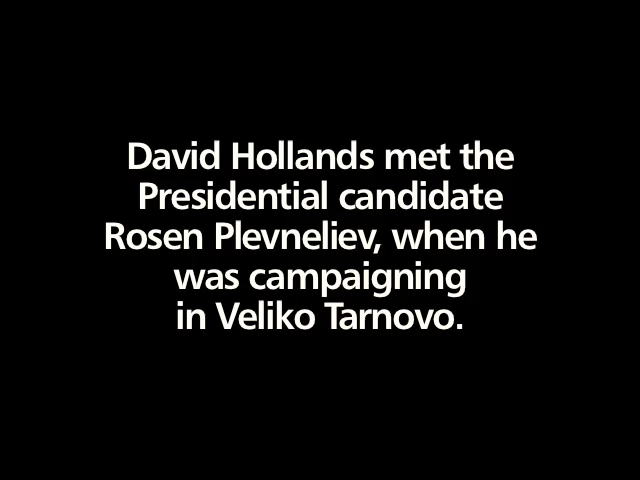 David Hollands met the
Presidential candidate
Rosen Plevneliev, when he
was campaigning
in Veliko Tarnovo.